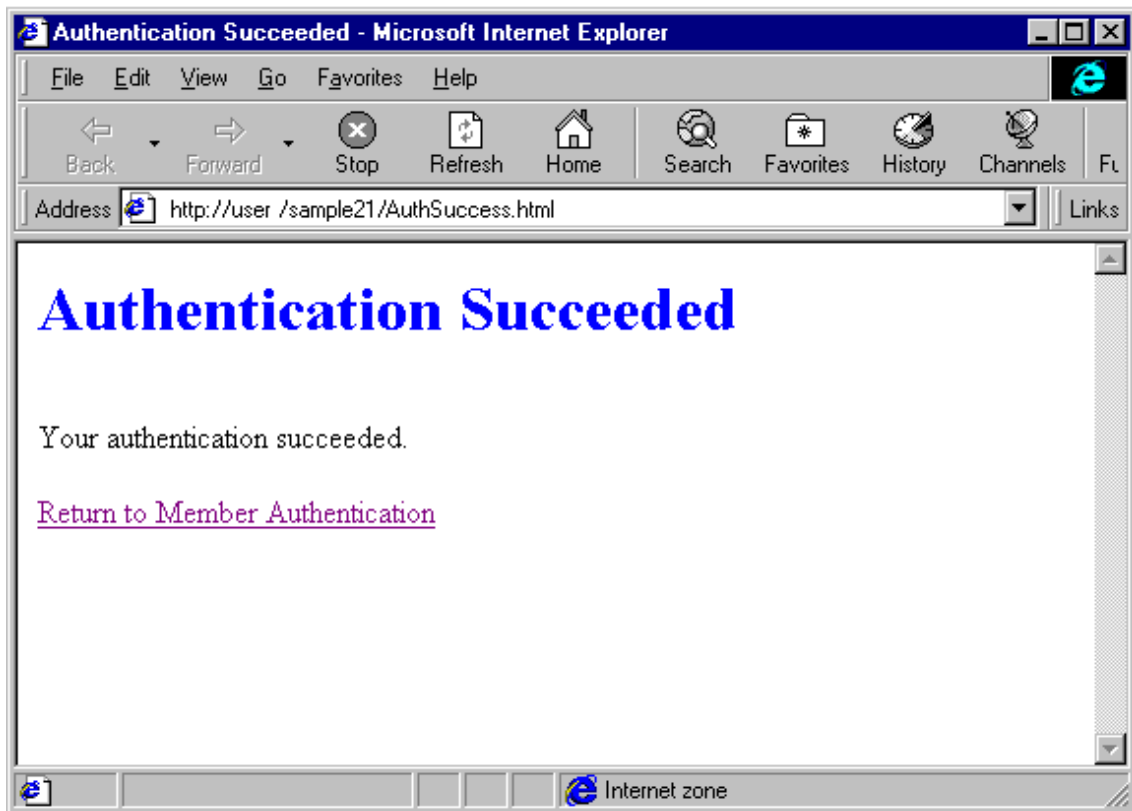 Authentication Succeeded - Microsoft Internet Explorer
File Edit View Go Favorites Help
Back Forward Stop Refresh Home Search Favorites History Channels Fu
Address http://user /sample21/AuthSuccess.html Links
Authentication Succeeded
Your authentication succeeded.
Return to Member Authentication
Internet zone